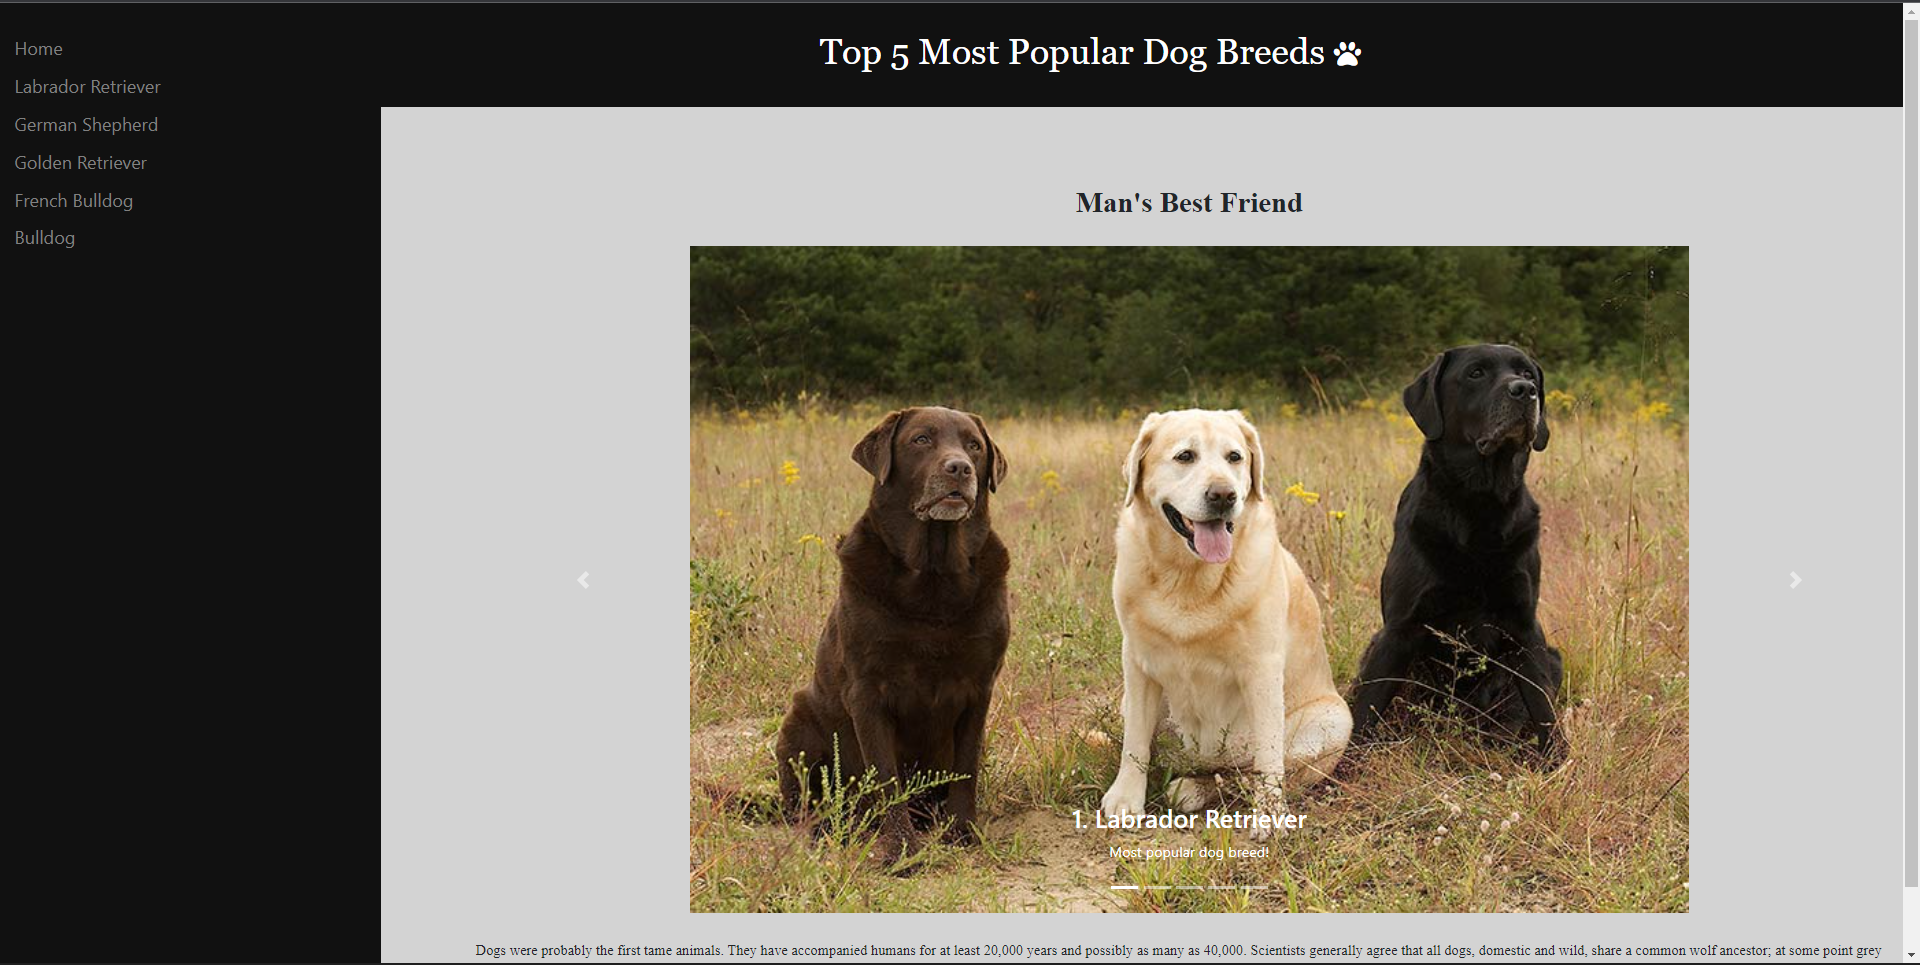 Top 5 Most Popular Dog Breeds
Home
Labrador Retriever
German Shepherd
Golden Retriever
French Bulldog
Bulldog
Man's Best Friend
1. Labrador Retriever
Most popular dog breed!
Dogs were probably the first tame animals. They have accompanied humans for at least 20,000 years and possibly as many as 40,000. Scientists generally agree that all dogs, domestic and wild, share a common wolf ancestor; at some point grey